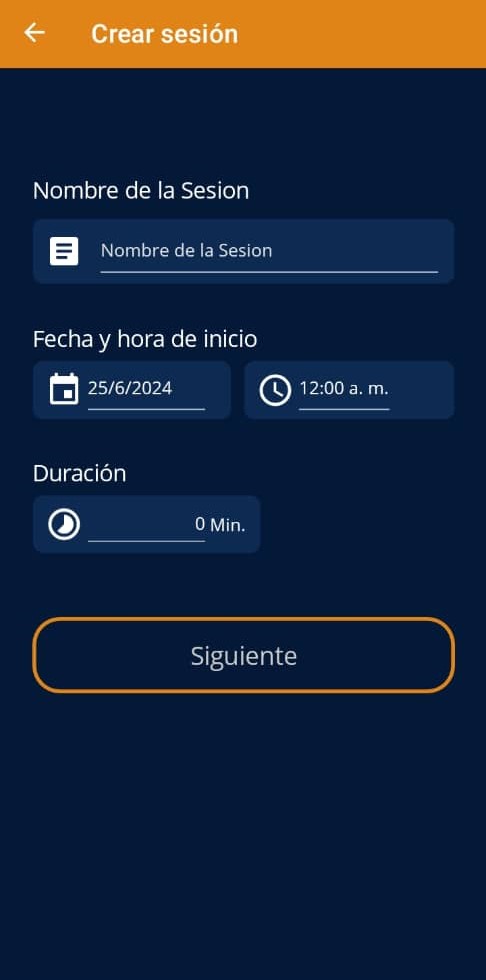 Crear sesión
Nombre de la Sesion
Nombre de la Sesion
Fecha y hora de inicio
25/6/2024 12:00 a. m.
Duración
0 Min.
Siguiente